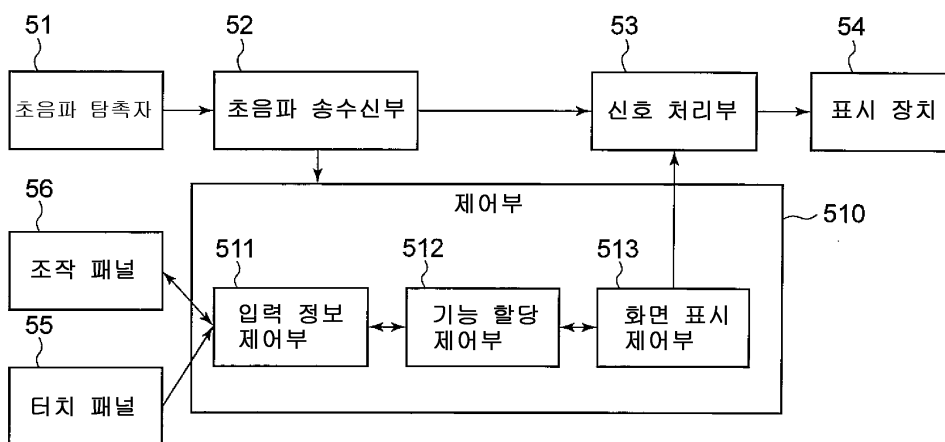 51
52
53
54
초음파 탐촉자
초음파 송수신부
신호 처리부
표시 장치
56
제어부
510
조작 패널
511
512
513
입력 정보
제어부
기능 할당
제어부
화면 표시
제어부
55
터치 패널